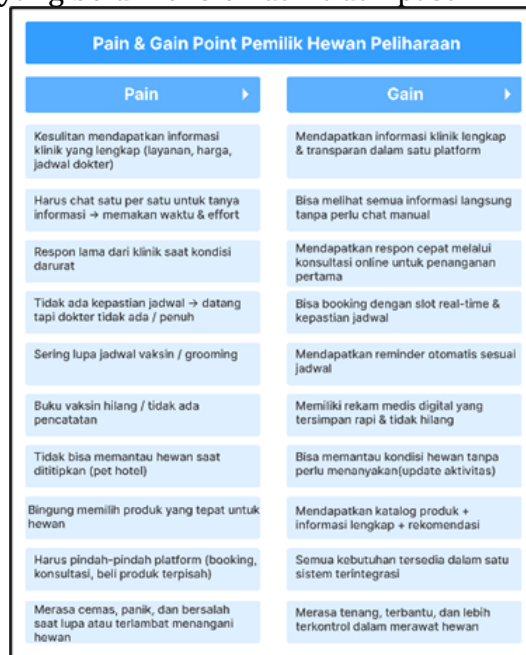 Pain & Gain Point Pemilik Hewan Peliharaan
Pain
Gain
Kesulitan mendapatkan informasi
klinik yang lengkap (layanan, harga,
jadwal dokter)
Mendapatkan informasi klinik lengkap
& transparan dalam satu platform
Harus chat satu per satu untuk tanya
informasi → memakan waktu & effort
Bisa melihat semua informasi langsung
tanpa perlu chat manual
Respon lama dari klinik saat kondisi
darurat
Mendapatkan respon cepat melalui
konsultasi online untuk penanganan
pertama
Tidak ada kepastian jadwal → datang
tapi dokter tidak ada / penuh
Bisa booking dengan slot real-time &
kepastian jadwal
Sering lupa jadwal vaksin / grooming
Mendapatkan reminder otomatis sesuai
jadwal
Buku vaksin hilang / tidak ada
pencatatan
Memiliki rekam medis digital yang
tersimpan rapi & tidak hilang
Tidak bisa memantau hewan saat
dititipkan (pet hotel)
Bisa memantau kondisi hewan tanpa
perlu menanyakan(update aktivitas)
Bingung memilih produk yang tepat untuk
hewan
Mendapatkan katalog produk +
informasi lengkap + rekomendasi
Harus pindah-pindah platform (booking,
konsultasi, beli produk terpisah)
Semua kebutuhan tersedia dalam satu
sistem terintegrasi
Merasa cemas, panik, dan bersalah
saat lupa atau terlambat menangani
hewan
Merasa tenang, terbantu, dan lebih
terkontrol dalam merawat hewan